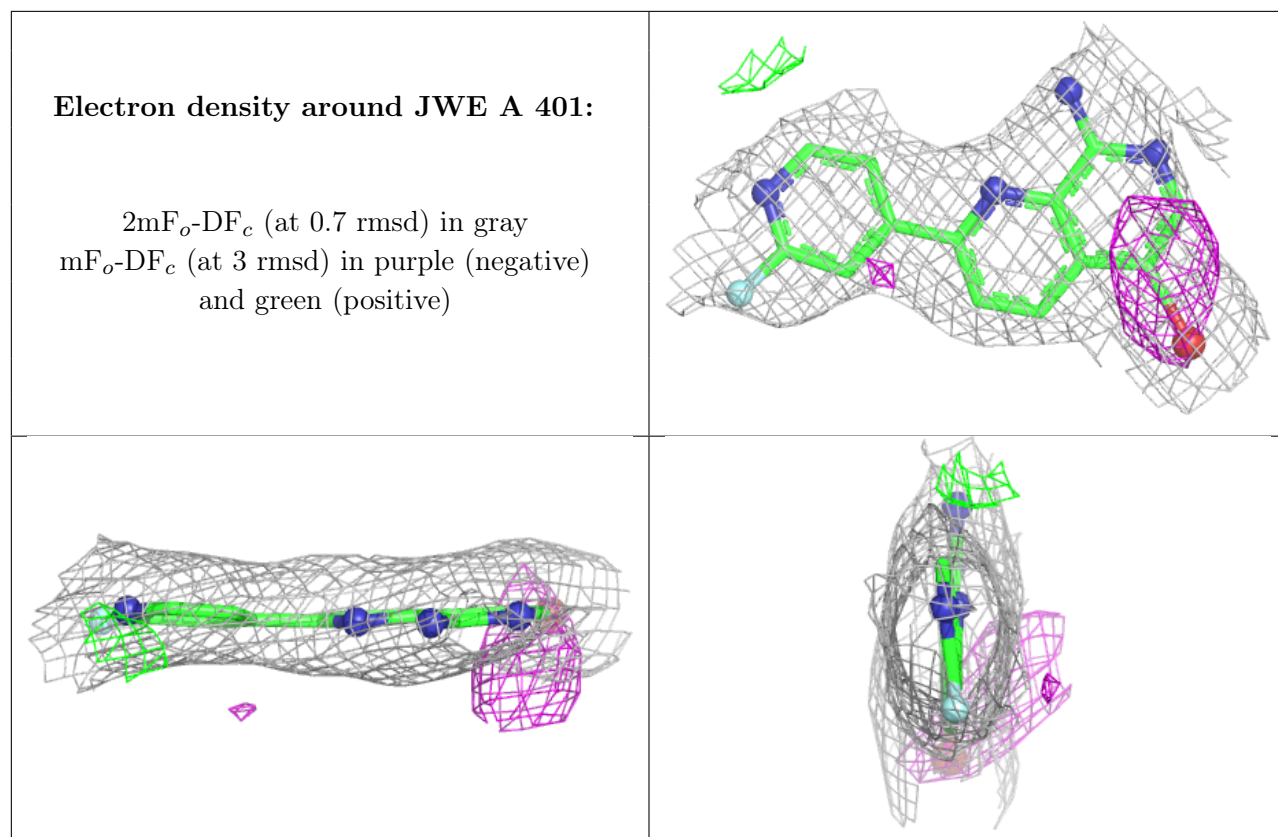 Electron density around JWE A 401:
2mFₒ-DF𝑐 (at 0.7 rmsd) in gray
mFₒ-DF𝑐 (at 3 rmsd) in purple (negative)
and green (positive)